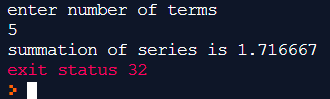 enter number of terms
5
summation of series is 1.716667
exit status 32
>